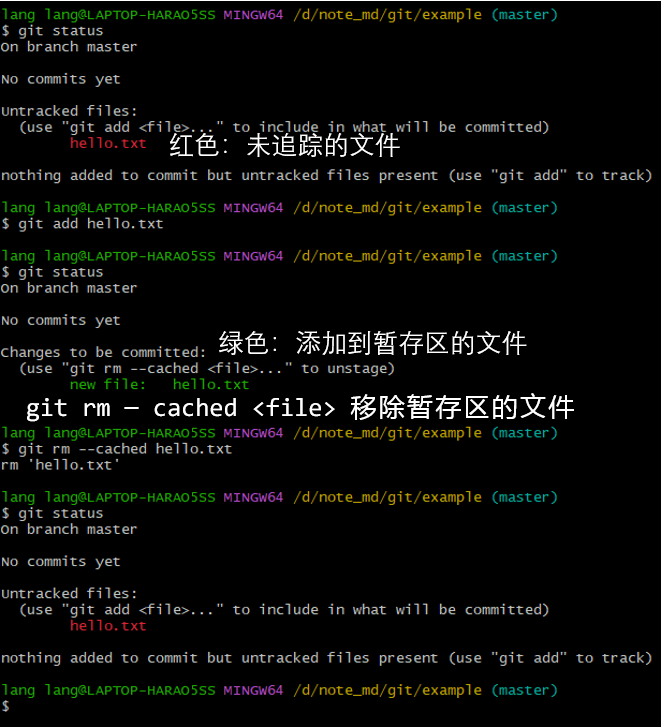 lang lang@LAPTOP-HARAO5SS MINGW64 /d/note_md/git/example (master)
$ git status
On branch master
No commits yet
Untracked files:
(use "git add <file>..." to include in what will be committed)
hello.txt 红色：未追踪的文件
nothing added to commit but untracked files present (use "git add" to track)
lang lang@LAPTOP-HARAO5SS MINGW64 /d/note_md/git/example (master)
$ git add hello.txt
lang lang@LAPTOP-HARAO5SS MINGW64 /d/note_md/git/example (master)
$ git status
On branch master
No commits yet
Changes to be committed: 绿色：添加到暂存区的文件
(use "git rm --cached <file>..." to unstage)
new file:   hello.txt
git rm — cached <file> 移除暂存区的文件
lang lang@LAPTOP-HARAO5SS MINGW64 /d/note_md/git/example (master)
$ git rm --cached hello.txt
rm 'hello.txt'
lang lang@LAPTOP-HARAO5SS MINGW64 /d/note_md/git/example (master)
$ git status
On branch master
No commits yet
Untracked files:
(use "git add <file>..." to include in what will be committed)
hello.txt
nothing added to commit but untracked files present (use "git add" to track)
lang lang@LAPTOP-HARAO5SS MINGW64 /d/note_md/git/example (master)
$